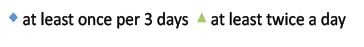 at least once per 3 days at least twice a day